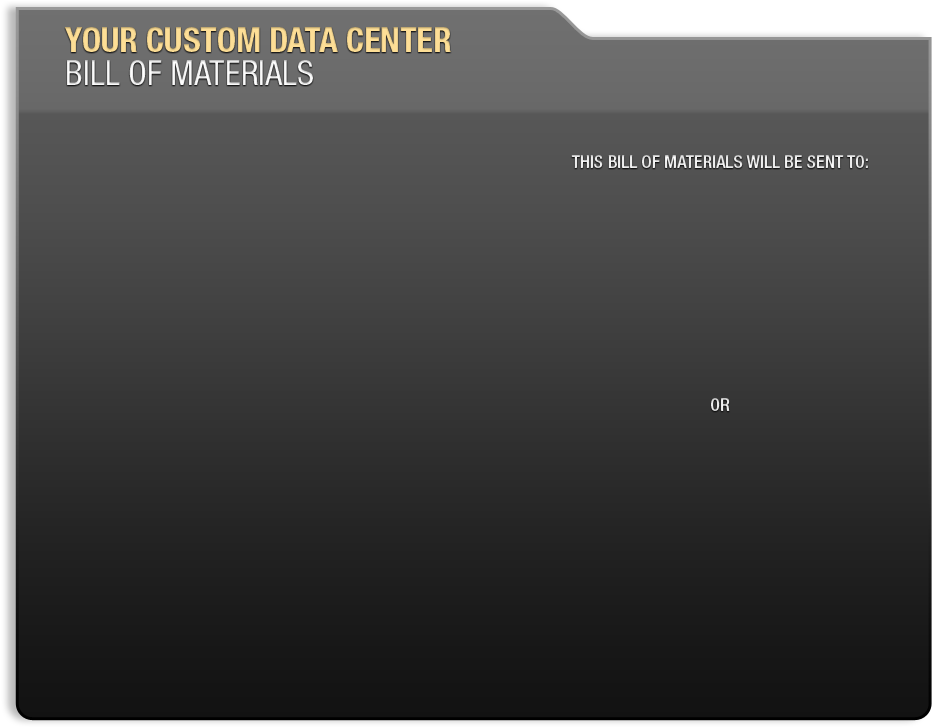 YOUR CUSTOM DATA CENTER
BILL OF MATERIALS
THIS BILL OF MATERIALS WILL BE SENT TO:
OR